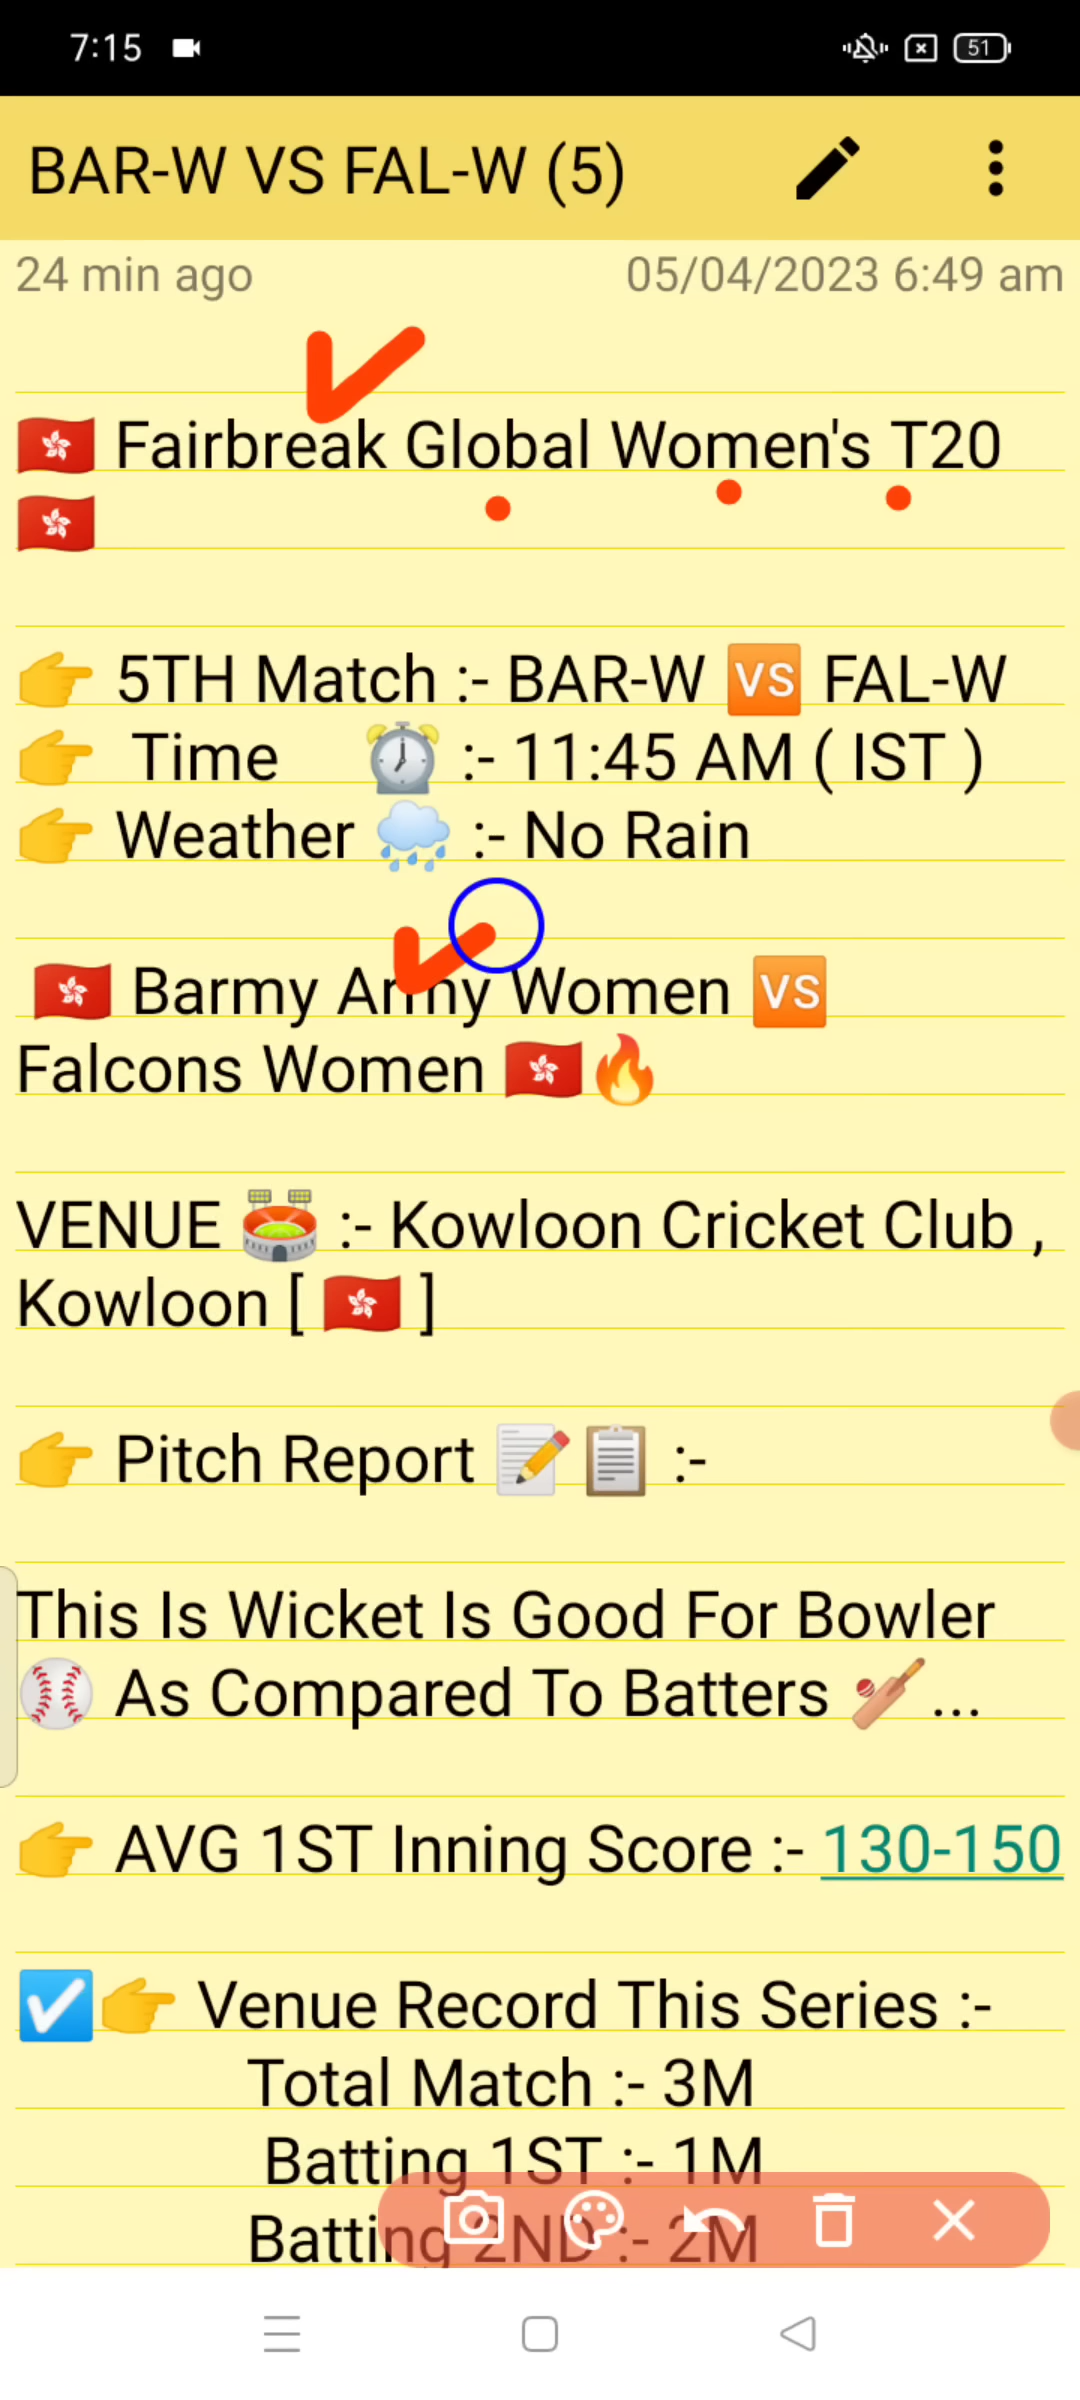 7:15 51
BAR-W VS FAL-W (5)
24 min ago 05/04/2023 6:49 am
🇭🇰 Fairbreak Global Women's T20
🇭🇰
👉 5TH Match :- BAR-W 🆚 FAL-W
👉 Time ⏰ :- 11:45 AM ( IST )
👉 Weather 🌧️ :- No Rain
🇭🇰 Barmy Army Women 🆚
Falcons Women 🇭🇰🔥
VENUE 🏟️ :- Kowloon Cricket Club ,
Kowloon [ 🇭🇰 ]
👉 Pitch Report 📝📋 :-
This Is Wicket Is Good For Bowler
⚾ As Compared To Batters 🏏...
👉 AVG 1ST Inning Score :- 130-150
☑️👉 Venue Record This Series :-
Total Match :- 3M
Batting 1ST :- 1M
Batting 2ND :- 2M